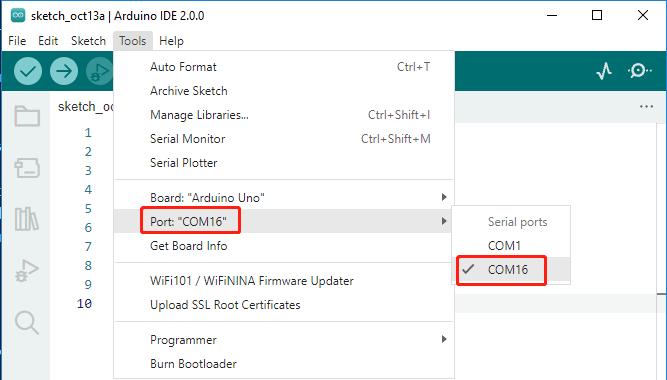 sketch_oct13a | Arduino IDE 2.0.0
File Edit Sketch Tools Help
sketch_oc
1
2
3
4
5
6
7
8
9
10
Auto Format Ctrl+T
Archive Sketch
Manage Libraries... Ctrl+Shift+I
Serial Monitor Ctrl+Shift+M
Serial Plotter
Board: "Arduino Uno"
Port: "COM16"
Get Board Info
WiFi101 / WiFiNINA Firmware Updater
Upload SSL Root Certificates
Programmer
Burn Bootloader
Serial ports
COM1
COM16